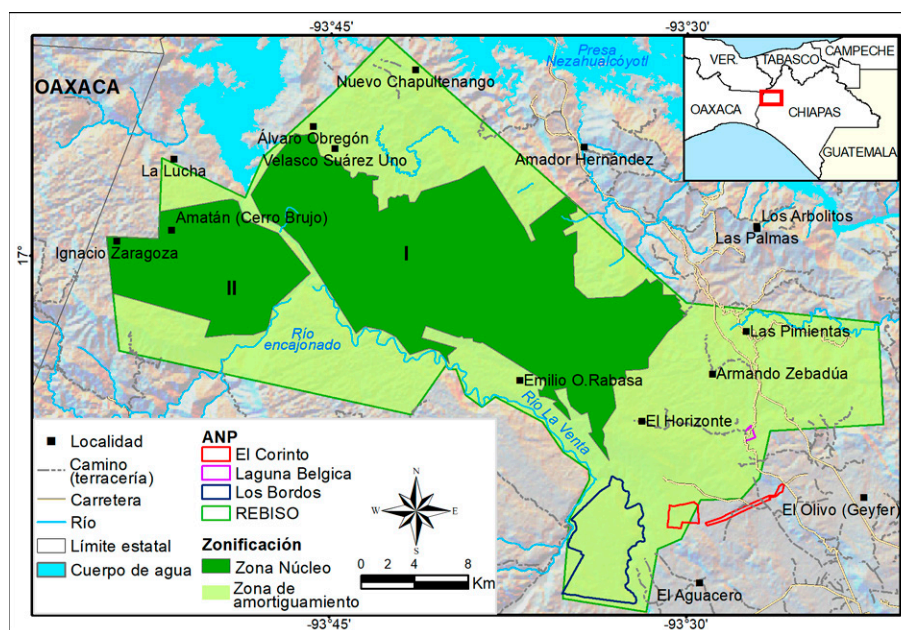 -93°45'
-93°30'
OAXACA
Nuevo Chapultenango
Presa
Nezahualcóyotl
VER.
TABASCO
CAMPECHE
OAXACA
CHIAPAS
GUATEMALA
Álvaro Obregón
Velasco Suárez Uno
La Lucha
Amador Hernández
Amatán (Cerro Brujo)
Los Arbolitos
Las Palmas
17°
17°
Ignacio Zaragoza
I
II
Río
encajonado
Las Pimientas
Emilio O.Rabasa
Armando Zebadúa
Río La Venta
El Horizonte
El Olivo (Geyfer)
El Aguacero
Localidad
Camino
(terracería)
Carretera
Río
Límite estatal
Cuerpo de agua
ANP
El Corinto
Laguna Belgica
Los Bordos
REBISO
Zonificación
Zona Núcleo
Zona de
amortiguamiento
N
W
E
S
0 2 4 8
Km
-93°45'
-93°30'